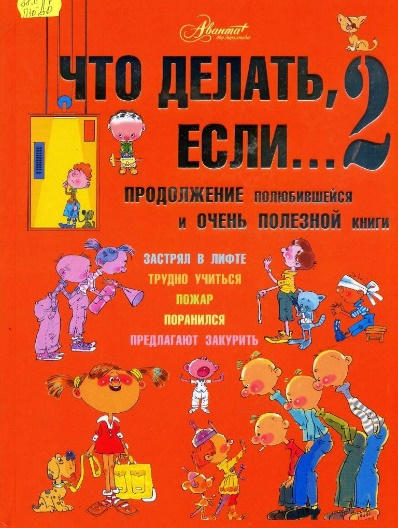 Аванта+
ЧТО ДЕЛАТЬ, 2
ЕСЛИ...
ПРОДОЛЖЕНИЕ ПОЛЮБИВШЕЙСЯ
И ОЧЕНЬ ПОЛЕЗНОЙ КНИГИ
ЗАСТРЯЛ В ЛИФТЕ
ТРУДНО УЧИТЬСЯ
ПОЖАР
ПОРАНИЛСЯ
ПРЕДЛАГАЮТ ЗАКУРИТЬ